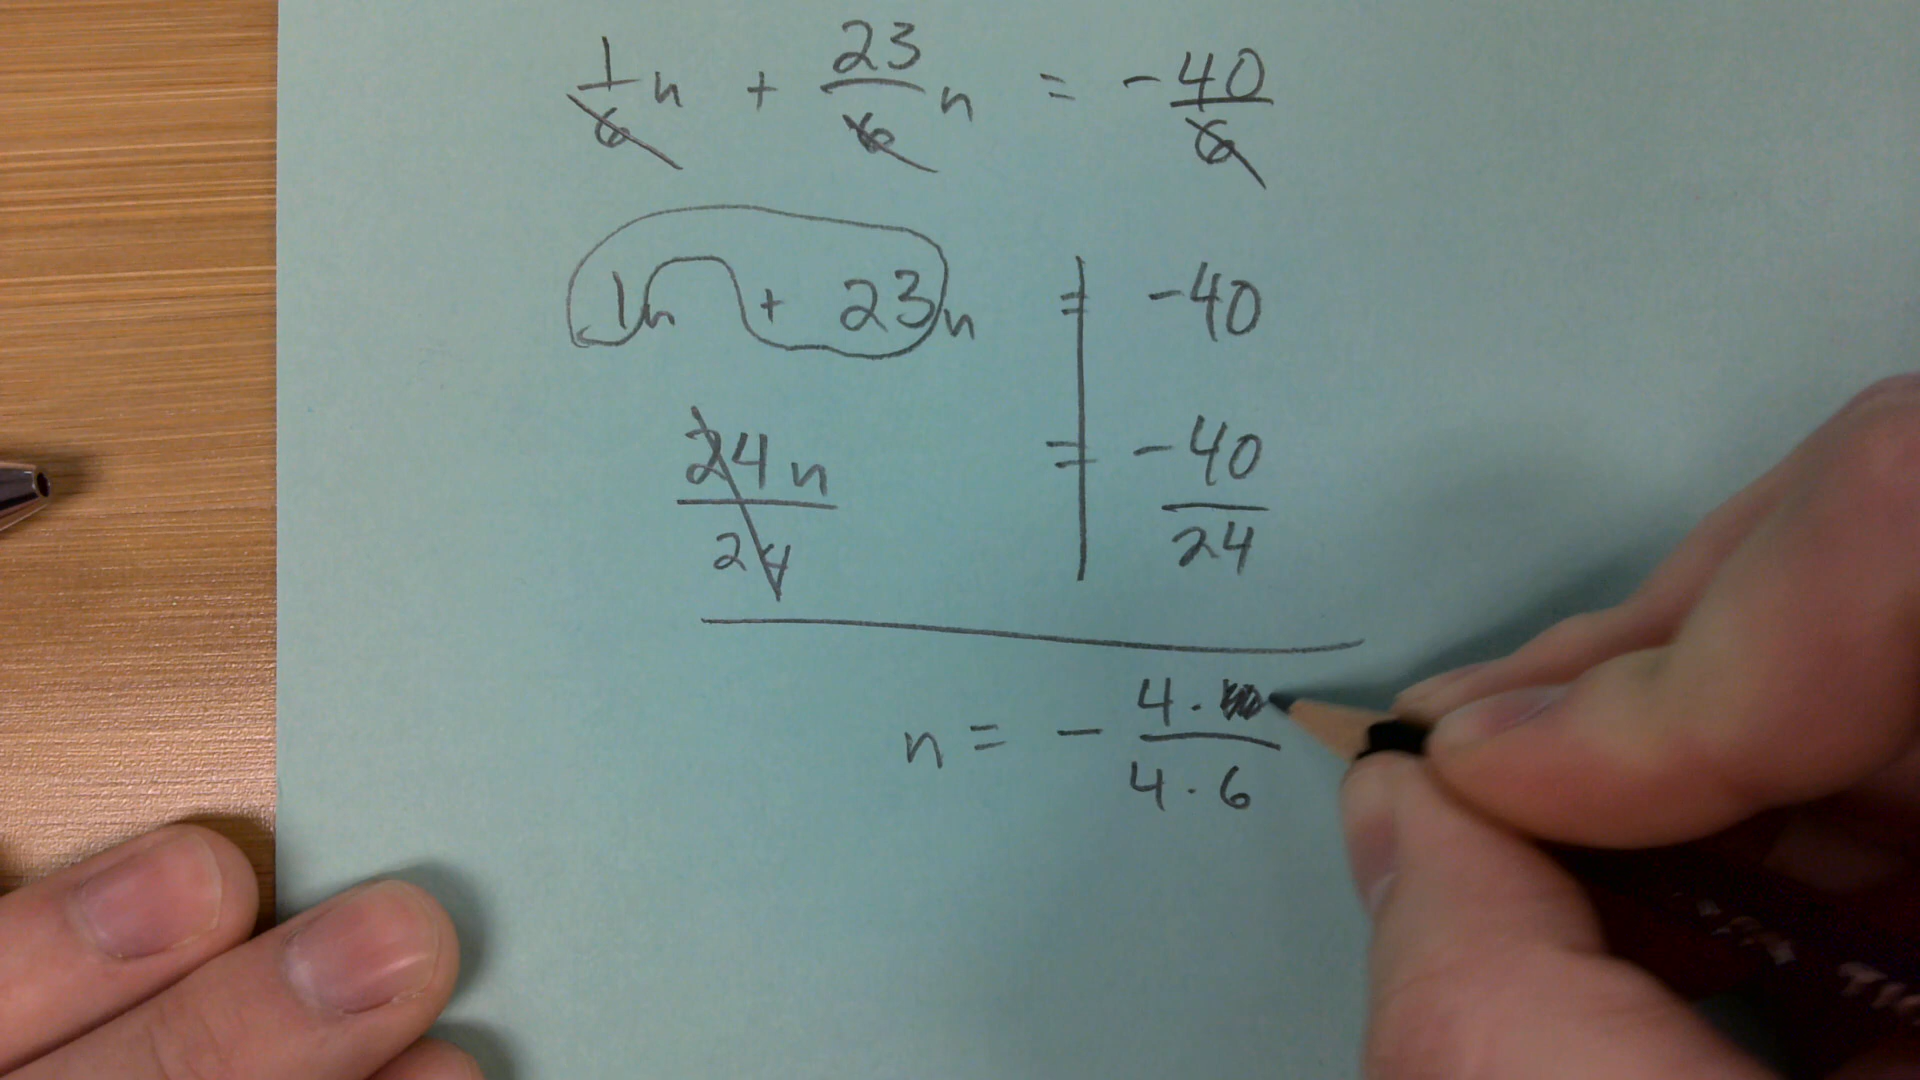 1/6 n + 23/6 n = -40/6
1n + 23n = -40
24n/24 = -40/24
n = - 4 · /4 · 6